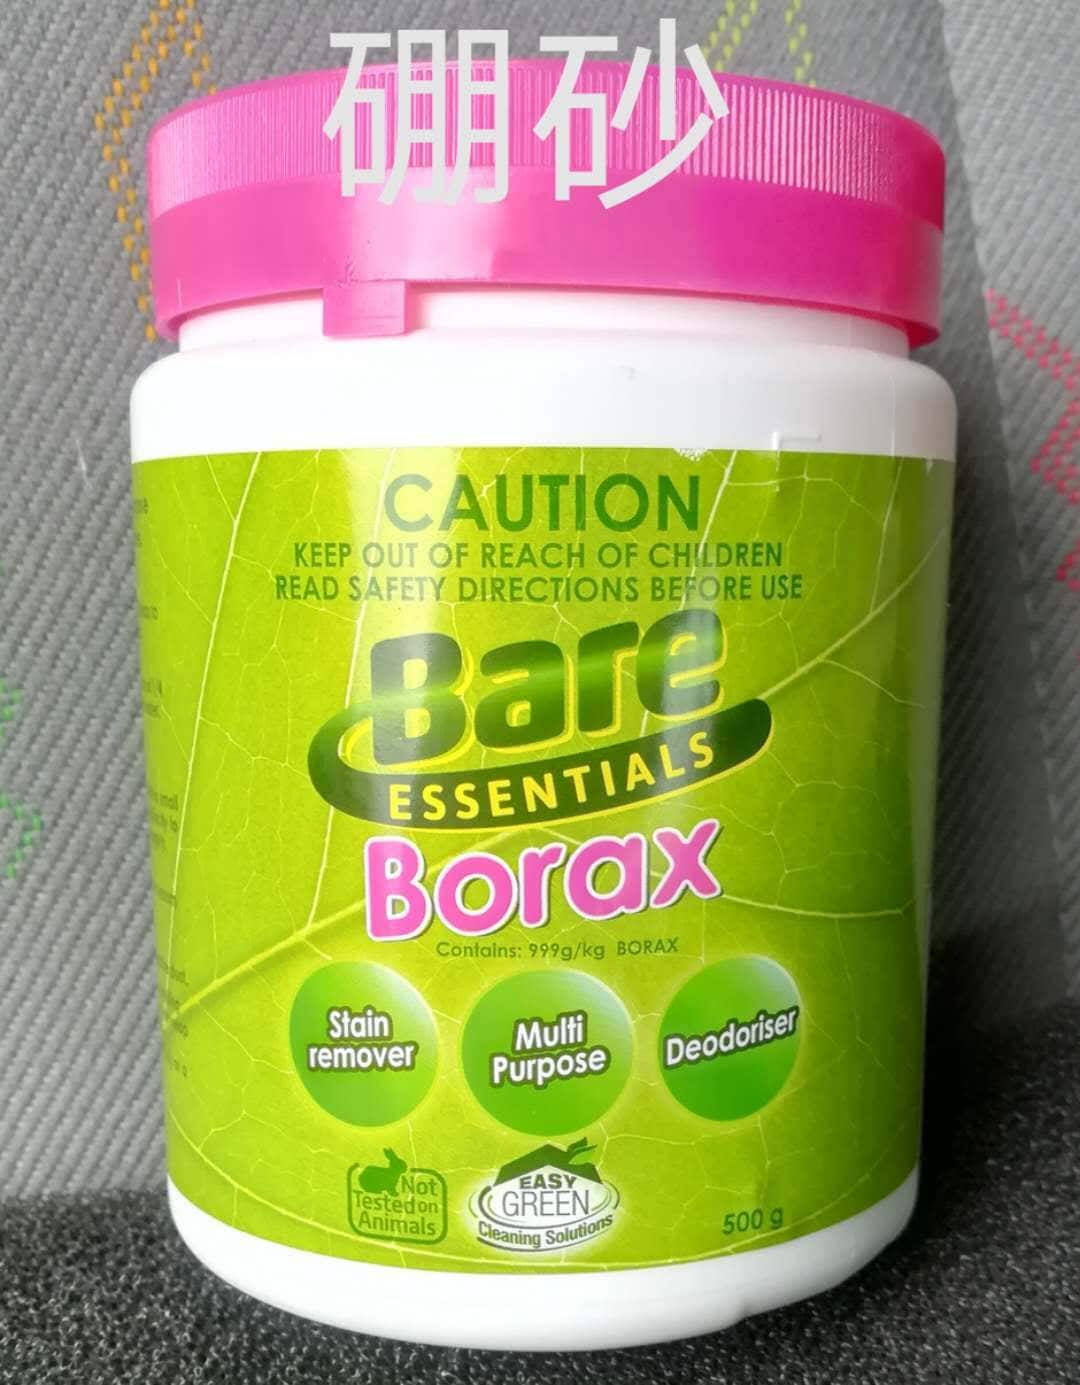 硼砂
CAUTION
KEEP OUT OF REACH OF CHILDREN
READ SAFETY DIRECTIONS BEFORE USE
Bare
ESSENTIALS
Borax
Contains: 999g/kg BORAX
Stain
remover
Multi
Purpose
Deodoriser
Not
Tested on
Animals
EASY
GREEN
Cleaning Solutions
500 g